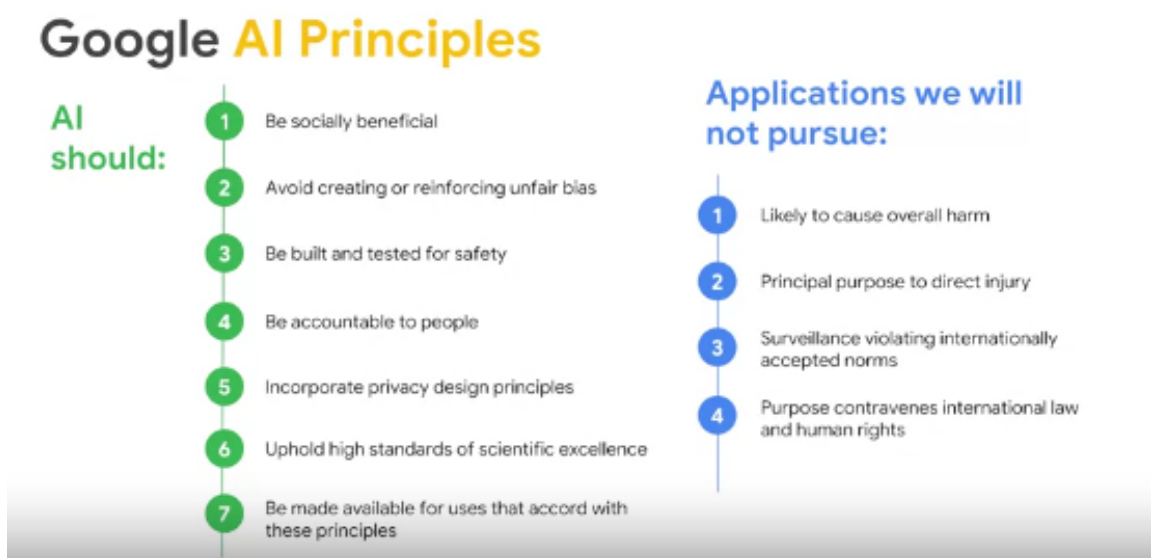 Google AI Principles
AI
should:
1 Be socially beneficial
2 Avoid creating or reinforcing unfair bias
3 Be built and tested for safety
4 Be accountable to people
5 Incorporate privacy design principles
6 Uphold high standards of scientific excellence
7 Be made available for uses that accord with
these principles
Applications we will
not pursue:
1 Likely to cause overall harm
2 Principal purpose to direct injury
3 Surveillance violating internationally
accepted norms
4 Purpose contravenes international law
and human rights